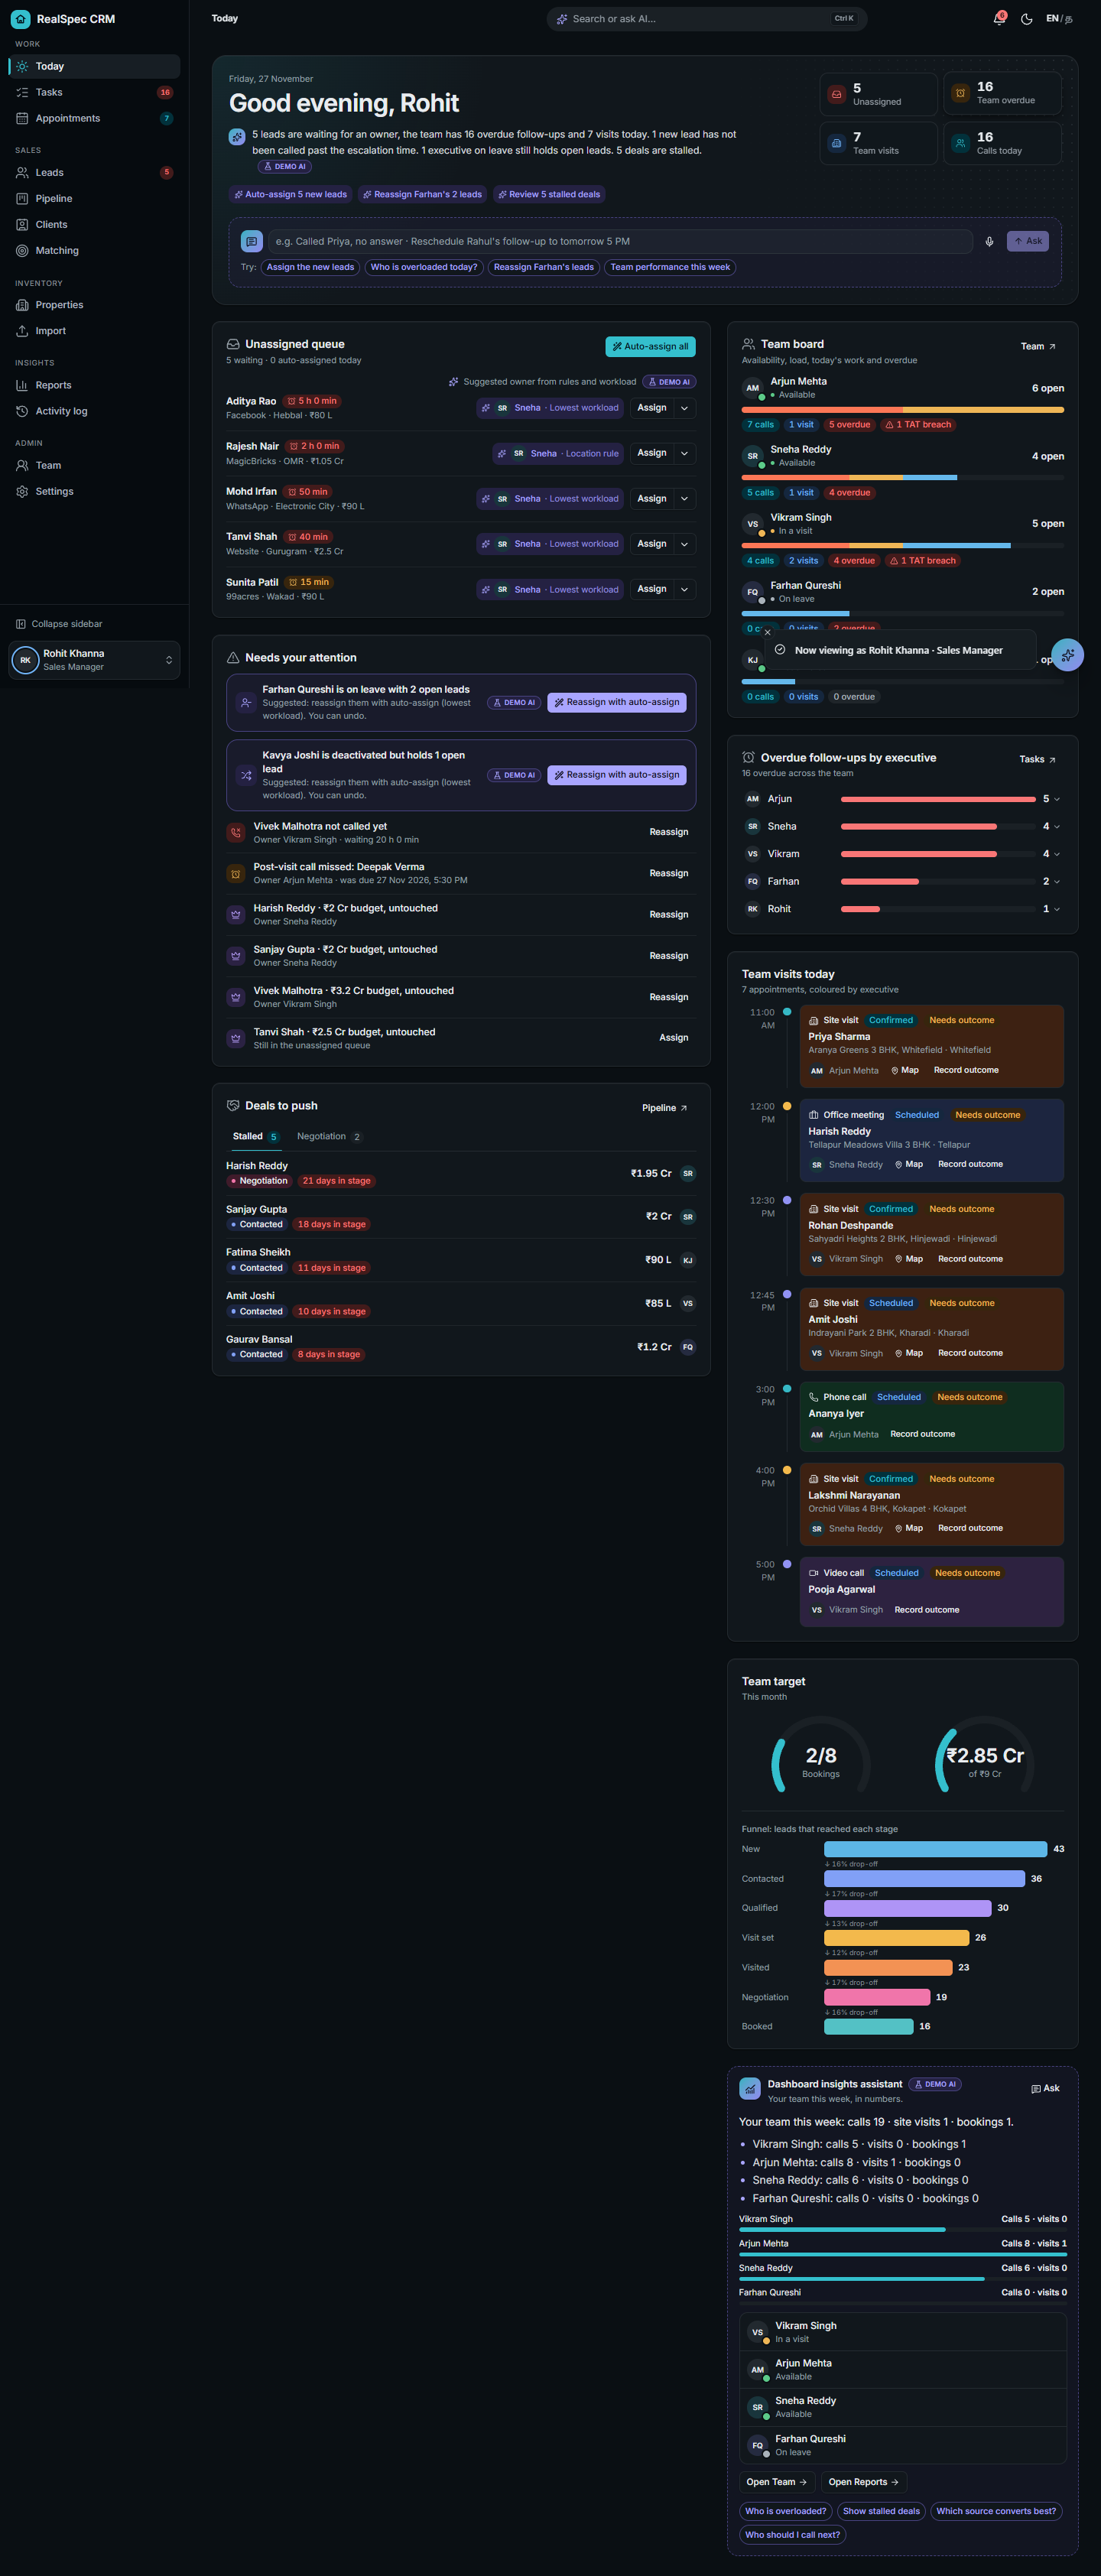 RealSpec CRM
WORK
Today
Tasks 16
Appointments 7
SALES
Leads 5
Pipeline
Clients
Matching
INVENTORY
Properties
Import
INSIGHTS
Reports
Activity log
ADMIN
Team
Settings
Collapse sidebar
RK Rohit Khanna
Sales Manager
Today
Search or ask AI... Ctrl K
6
EN / த
Friday, 27 November
Good evening, Rohit
5 leads are waiting for an owner, the team has 16 overdue follow-ups and 7 visits today. 1 new lead has not
been called past the escalation time. 1 executive on leave still holds open leads. 5 deals are stalled.
DEMO AI
5 Unassigned
16 Team overdue
7 Team visits
16 Calls today
Auto-assign 5 new leads Reassign Farhan's 2 leads Review 5 stalled deals
e.g. Called Priya, no answer · Reschedule Rahul's follow-up to tomorrow 5 PM Ask
Try: Assign the new leads Who is overloaded today? Reassign Farhan's leads Team performance this week
Unassigned queue Auto-assign all
5 waiting · 0 auto-assigned today
Suggested owner from rules and workload DEMO AI
Aditya Rao 5 h 0 min
Facebook · Hebbal · ₹80 L
SR Sneha · Lowest workload Assign
Rajesh Nair 2 h 0 min
MagicBricks · OMR · ₹1.05 Cr
SR Sneha · Location rule Assign
Mohd Irfan 50 min
WhatsApp · Electronic City · ₹90 L
SR Sneha · Lowest workload Assign
Tanvi Shah 40 min
Website · Gurugram · ₹2.5 Cr
SR Sneha · Lowest workload Assign
Sunita Patil 15 min
99acres · Wakad · ₹90 L
SR Sneha · Lowest workload Assign
Needs your attention
Farhan Qureshi is on leave with 2 open leads
Suggested: reassign them with auto-assign (lowest
workload). You can undo.
DEMO AI Reassign with auto-assign
Kavya Joshi is deactivated but holds 1 open
lead
Suggested: reassign them with auto-assign (lowest
workload). You can undo.
DEMO AI Reassign with auto-assign
Vivek Malhotra not called yet
Owner Vikram Singh · waiting 20 h 0 min
Reassign
Post-visit call missed: Deepak Verma
Owner Arjun Mehta · was due 27 Nov 2026, 5:30 PM
Reassign
Harish Reddy · ₹2 Cr budget, untouched
Owner Sneha Reddy
Reassign
Sanjay Gupta · ₹2 Cr budget, untouched
Owner Sneha Reddy
Reassign
Vivek Malhotra · ₹3.2 Cr budget, untouched
Owner Vikram Singh
Reassign
Tanvi Shah · ₹2.5 Cr budget, untouched
Still in the unassigned queue
Assign
Deals to push Pipeline
Stalled 5 Negotiation 2
Harish Reddy
Negotiation 21 days in stage
₹1.95 Cr SR
Sanjay Gupta
Contacted 18 days in stage
₹2 Cr SR
Fatima Sheikh
Contacted 11 days in stage
₹90 L KJ
Amit Joshi
Contacted 10 days in stage
₹85 L VS
Gaurav Bansal
Contacted 8 days in stage
₹1.2 Cr FQ
Team board Team
Availability, load, today's work and overdue
AM Arjun Mehta 6 open
Available
7 calls 1 visit 5 overdue 1 TAT breach
SR Sneha Reddy 4 open
Available
5 calls 1 visit 4 overdue
VS Vikram Singh 5 open
In a visit
4 calls 2 visits 4 overdue 1 TAT breach
FQ Farhan Qureshi 2 open
On leave
KJ
Now viewing as Rohit Khanna · Sales Manager
0 calls 0 visits 0 overdue
Overdue follow-ups by executive Tasks
16 overdue across the team
AM Arjun 5
SR Sneha 4
VS Vikram 4
FQ Farhan 2
RK Rohit 1
Team visits today
7 appointments, coloured by executive
11:00 AM
Site visit Confirmed Needs outcome
Priya Sharma
Aranya Greens 3 BHK, Whitefield · Whitefield
AM Arjun Mehta Map Record outcome
12:00 PM
Office meeting Scheduled Needs outcome
Harish Reddy
Tellapur Meadows Villa 3 BHK · Tellapur
SR Sneha Reddy Map Record outcome
12:30 PM
Site visit Confirmed Needs outcome
Rohan Deshpande
Sahyadri Heights 2 BHK, Hinjewadi · Hinjewadi
VS Vikram Singh Map Record outcome
12:45 PM
Site visit Scheduled Needs outcome
Amit Joshi
Indrayani Park 2 BHK, Kharadi · Kharadi
VS Vikram Singh Map Record outcome
3:00 PM
Phone call Scheduled Needs outcome
Ananya Iyer
AM Arjun Mehta Record outcome
4:00 PM
Site visit Confirmed Needs outcome
Lakshmi Narayanan
Orchid Villas 4 BHK, Kokapet · Kokapet
SR Sneha Reddy Map Record outcome
5:00 PM
Video call Scheduled Needs outcome
Pooja Agarwal
VS Vikram Singh Record outcome
Team target
This month
2/8 Bookings
₹2.85 Cr of ₹9 Cr
Funnel: leads that reached each stage
New 43
↓ 16% drop-off
Contacted 36
↓ 17% drop-off
Qualified 30
↓ 13% drop-off
Visit set 26
↓ 12% drop-off
Visited 23
↓ 17% drop-off
Negotiation 19
↓ 16% drop-off
Booked 16
Dashboard insights assistant DEMO AI Ask
Your team this week, in numbers.
Your team this week: calls 19 · site visits 1 · bookings 1.
• Vikram Singh: calls 5 · visits 0 · bookings 1
• Arjun Mehta: calls 8 · visits 1 · bookings 0
• Sneha Reddy: calls 6 · visits 0 · bookings 0
• Farhan Qureshi: calls 0 · visits 0 · bookings 0
Vikram Singh Calls 5 · visits 0
Arjun Mehta Calls 8 · visits 1
Sneha Reddy Calls 6 · visits 0
Farhan Qureshi Calls 0 · visits 0
VS Vikram Singh
In a visit
AM Arjun Mehta
Available
SR Sneha Reddy
Available
FQ Farhan Qureshi
On leave
Open Team → Open Reports →
Who is overloaded? Show stalled deals Which source converts best?
Who should I call next?